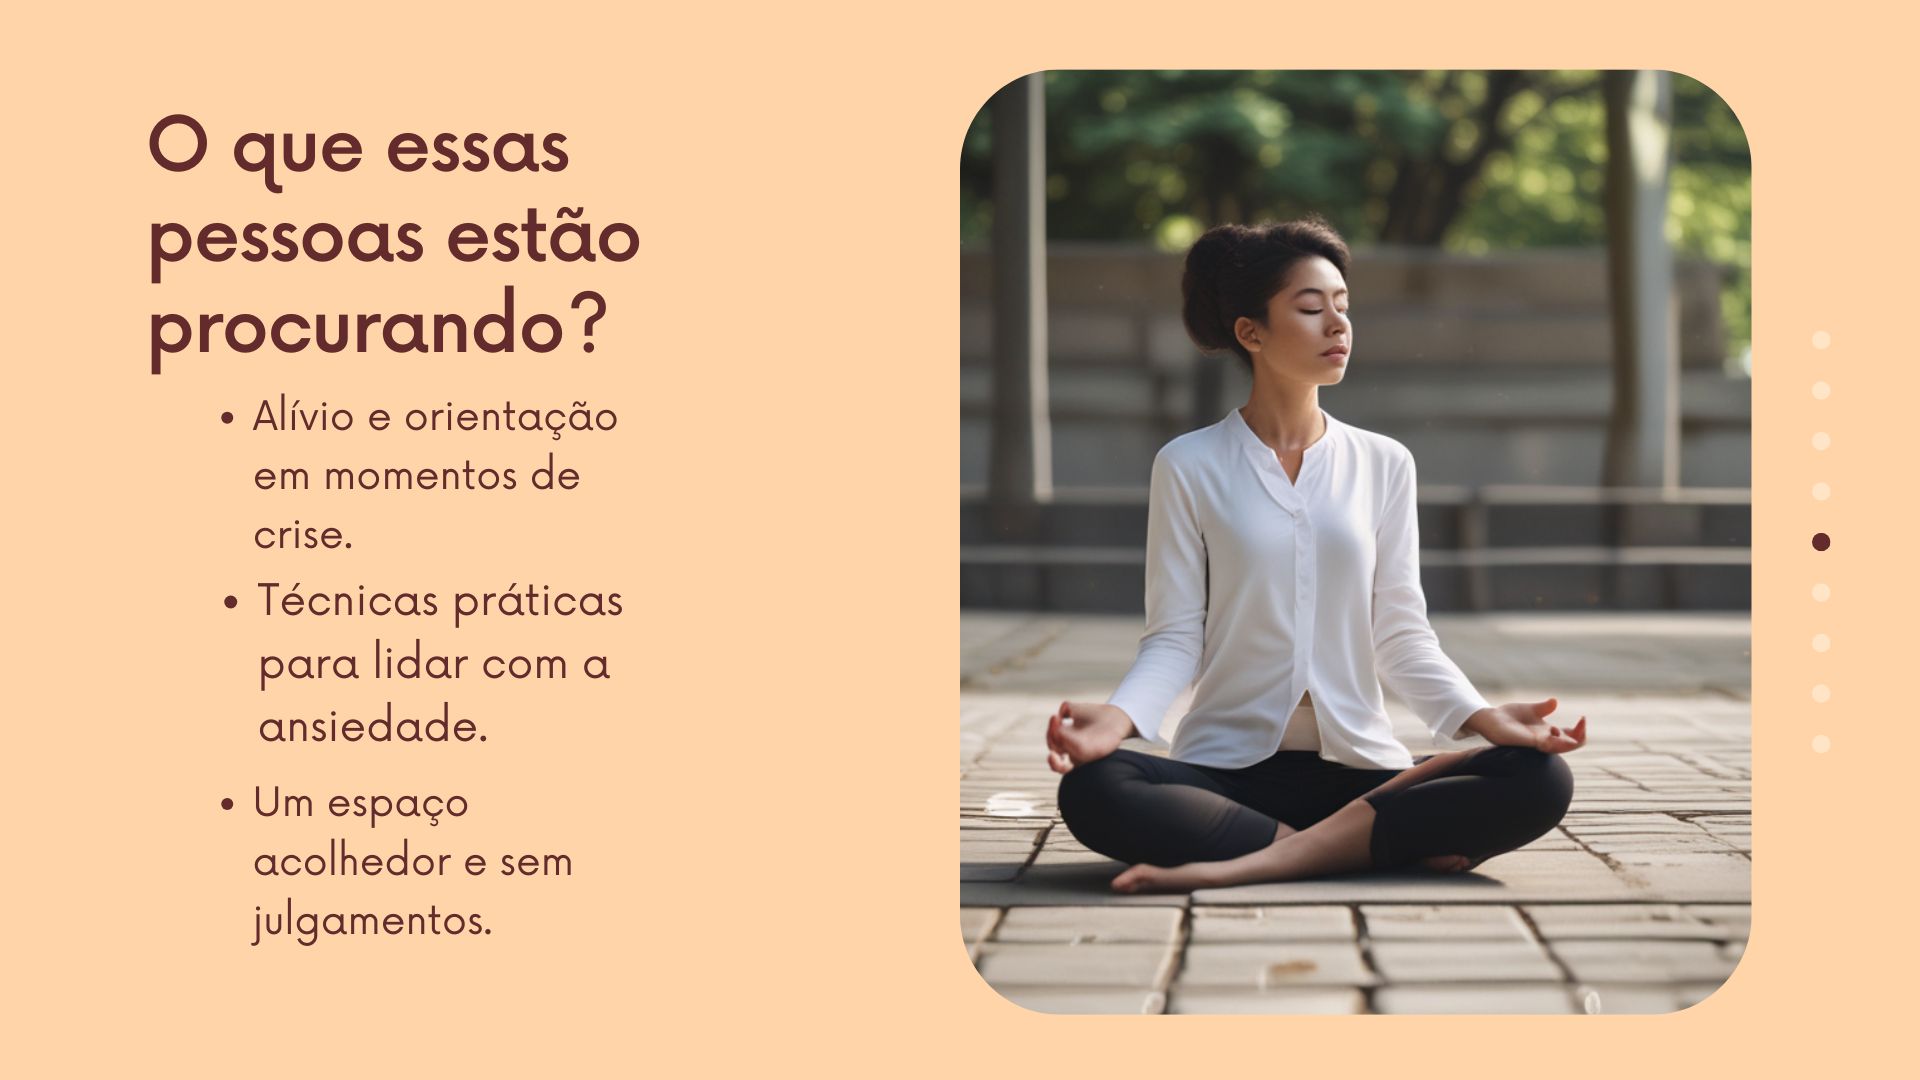 O que essas
pessoas estão
procurando?
• Alívio e orientação
em momentos de
crise.
• Técnicas práticas
para lidar com a
ansiedade.
• Um espaço
acolhedor e sem
julgamentos.